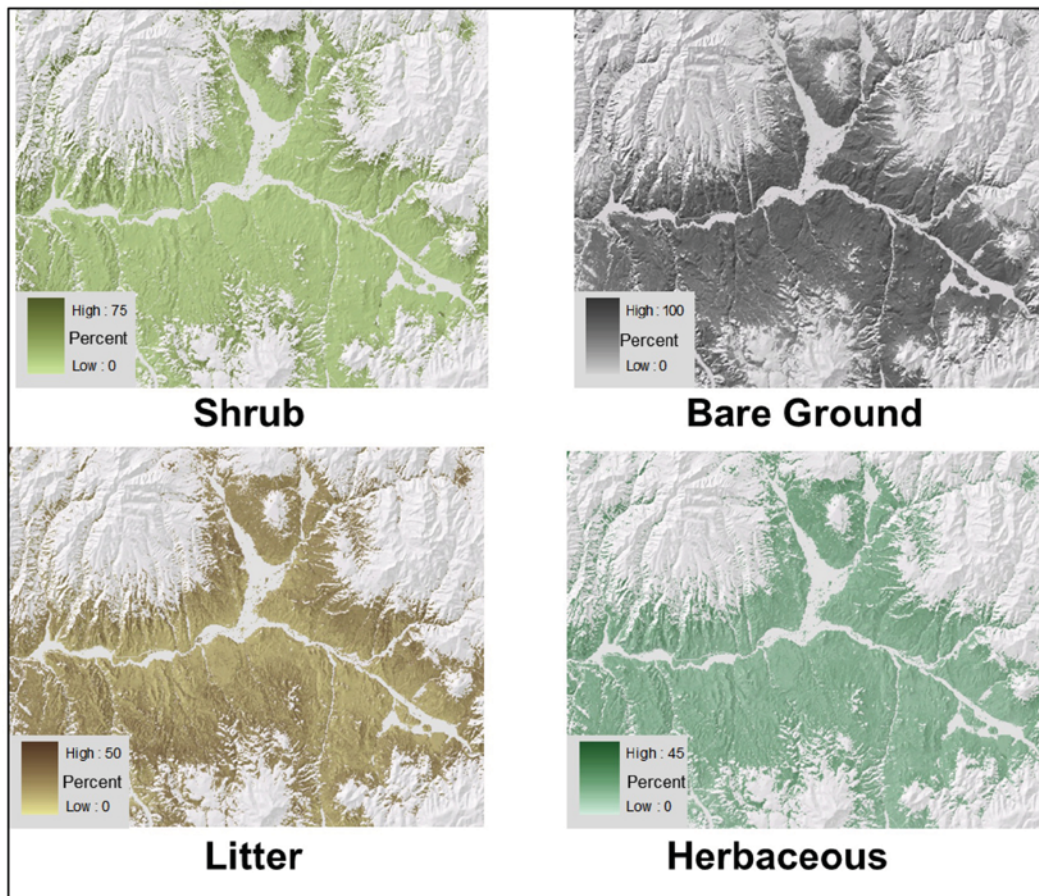 High : 75
Percent
Low : 0
Shrub
High : 100
Percent
Low : 0
Bare Ground
High : 50
Percent
Low : 0
Litter
High : 45
Percent
Low : 0
Herbaceous